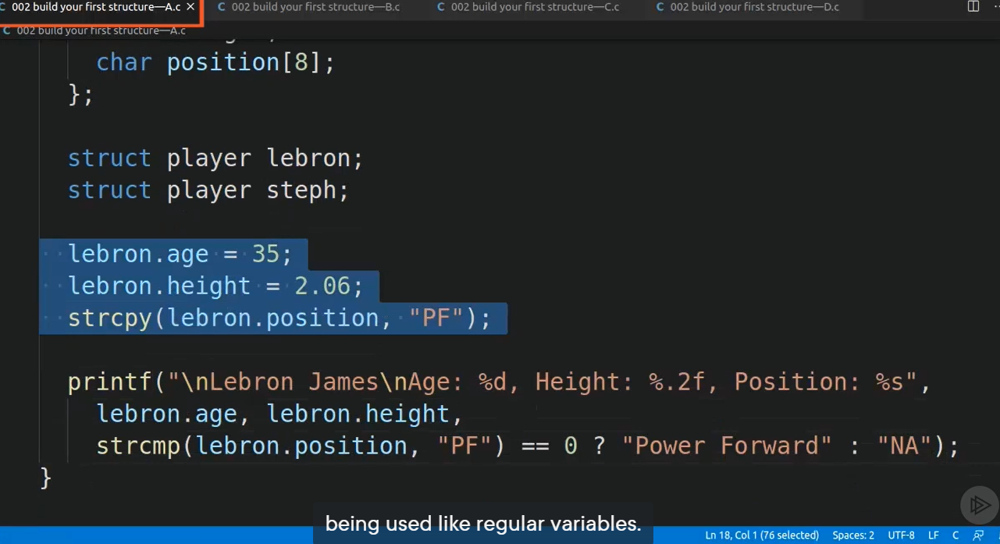 C 002 build your first structure—A.c × C 002 build your first structure—B.c C 002 build your first structure—C.c C 002 build your first structure—D.c
C 002 build your first structure—A.c
char position[8];
};
struct player lebron;
struct player steph;
lebron.age = 35;
lebron.height = 2.06;
strcpy(lebron.position, "PF");
printf("\nLebron James\nAge: %d, Height: %.2f, Position: %s",
lebron.age, lebron.height,
strcmp(lebron.position, "PF") == 0 ? "Power Forward" : "NA");
}
being used like regular variables.
Ln 18, Col 1 (76 selected) Spaces: 2 UTF-8 LF C